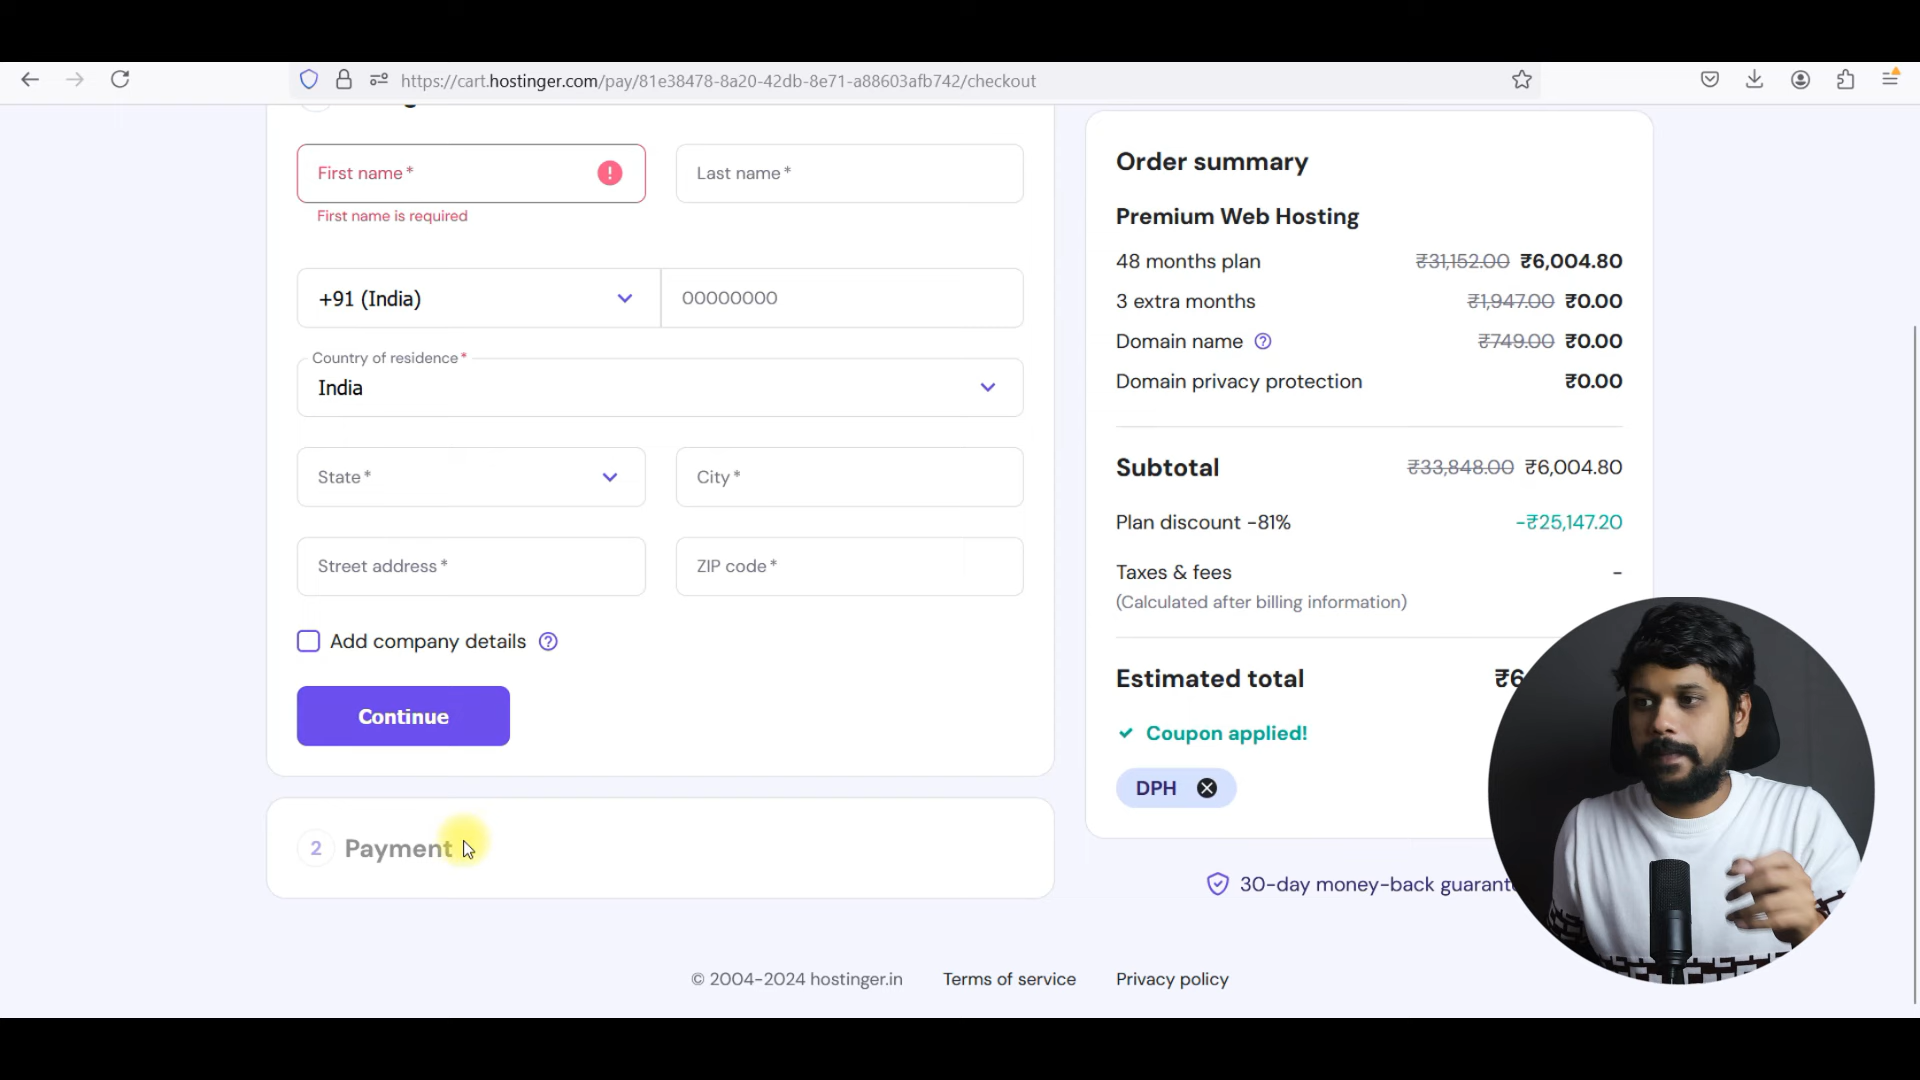 https://cart.hostinger.com/pay/81e38478-8a20-42db-8e71-a88603afb742/checkout
First name *
Last name *
First name is required
+91 (India)
00000000
Country of residence *
India
State *
City *
Street address *
ZIP code *
Add company details
Continue
2 Payment
Order summary
Premium Web Hosting
48 months plan ₹31,152.00 ₹6,004.80
3 extra months ₹1,947.00 ₹0.00
Domain name ₹749.00 ₹0.00
Domain privacy protection ₹0.00
Subtotal ₹33,848.00 ₹6,004.80
Plan discount -81% -₹25,147.20
Taxes & fees -
(Calculated after billing information)
Estimated total ₹6
Coupon applied!
DPH
30-day money-back
© 2004-2024 hostinger.in Terms of service Privacy policy